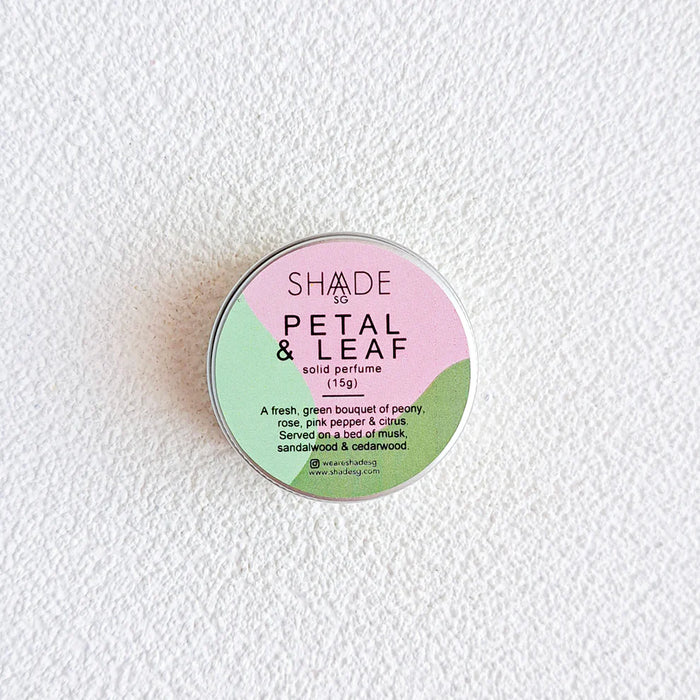 SHADE
SG
PETAL
& LEAF
solid perfume
(15g)
A fresh, green bouquet of peony,
rose, pink pepper & citrus.
Served on a bed of musk,
sandalwood & cedarwood.
weareshadesg
www.shadesg.com